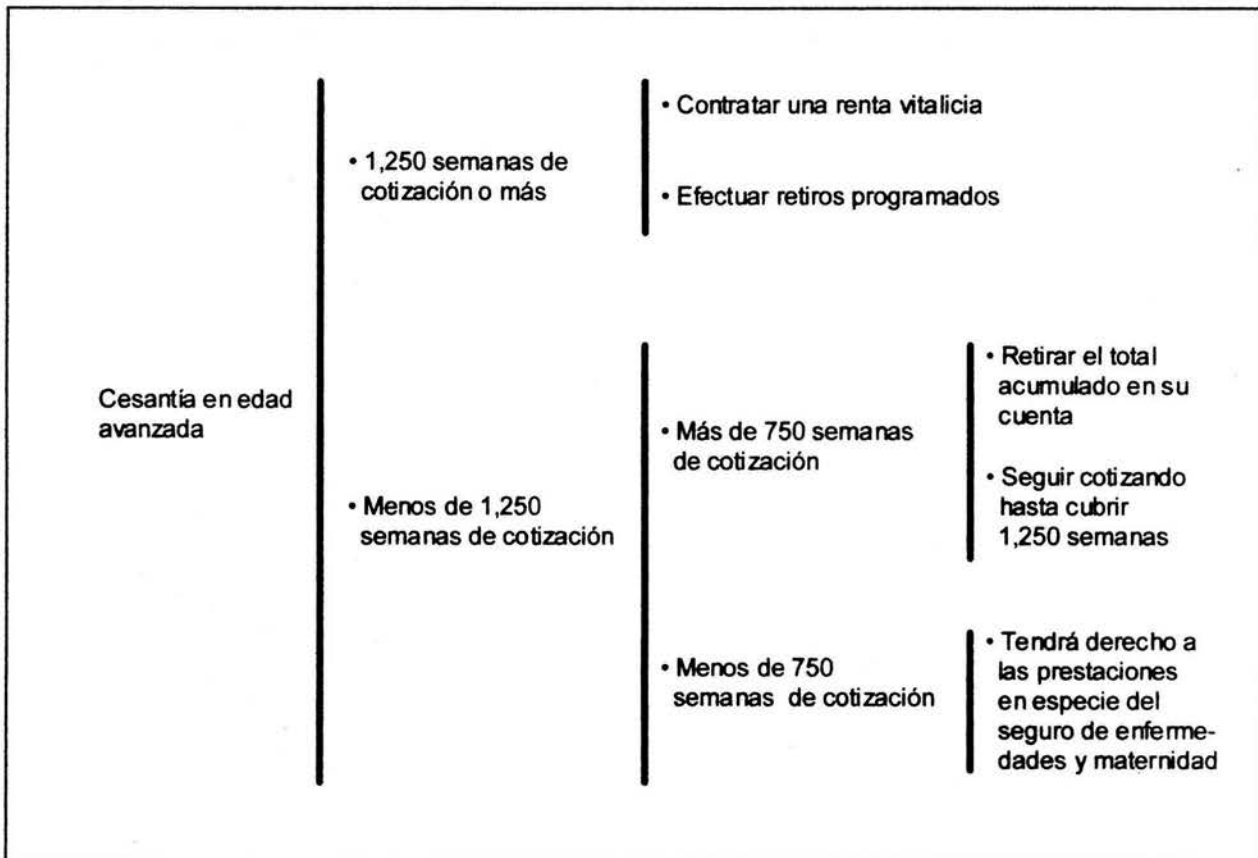 Cesantía en edad
avanzada
• 1,250 semanas de
cotización o más
• Contratar una renta vitalicia
• Efectuar retiros programados
• Menos de 1,250
semanas de cotización
• Más de 750 semanas
de cotización
• Retirar el total
acumulado en su
cuenta
• Seguir cotizando
hasta cubrir
1,250 semanas
• Menos de 750
semanas de cotización
• Tendrá derecho a
las prestaciones
en especie del
seguro de enferme-
dades y maternidad